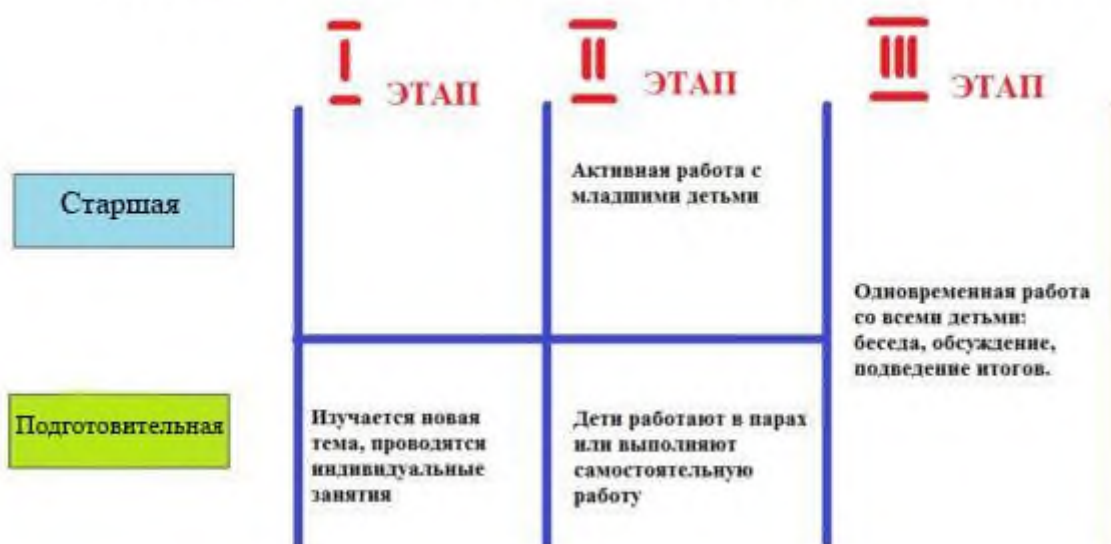 I ЭТАП
II ЭТАП
III ЭТАП
Старшая
Активная работа с
младшими детьми
Одновременная работа
со всеми детьми:
беседа, обсуждение,
подведение итогов.
Подготовительная
Изучается новая
тема, проводятся
индивидуальные
занятия
Дети работают в парах
или выполняют
самостоятельную
работу